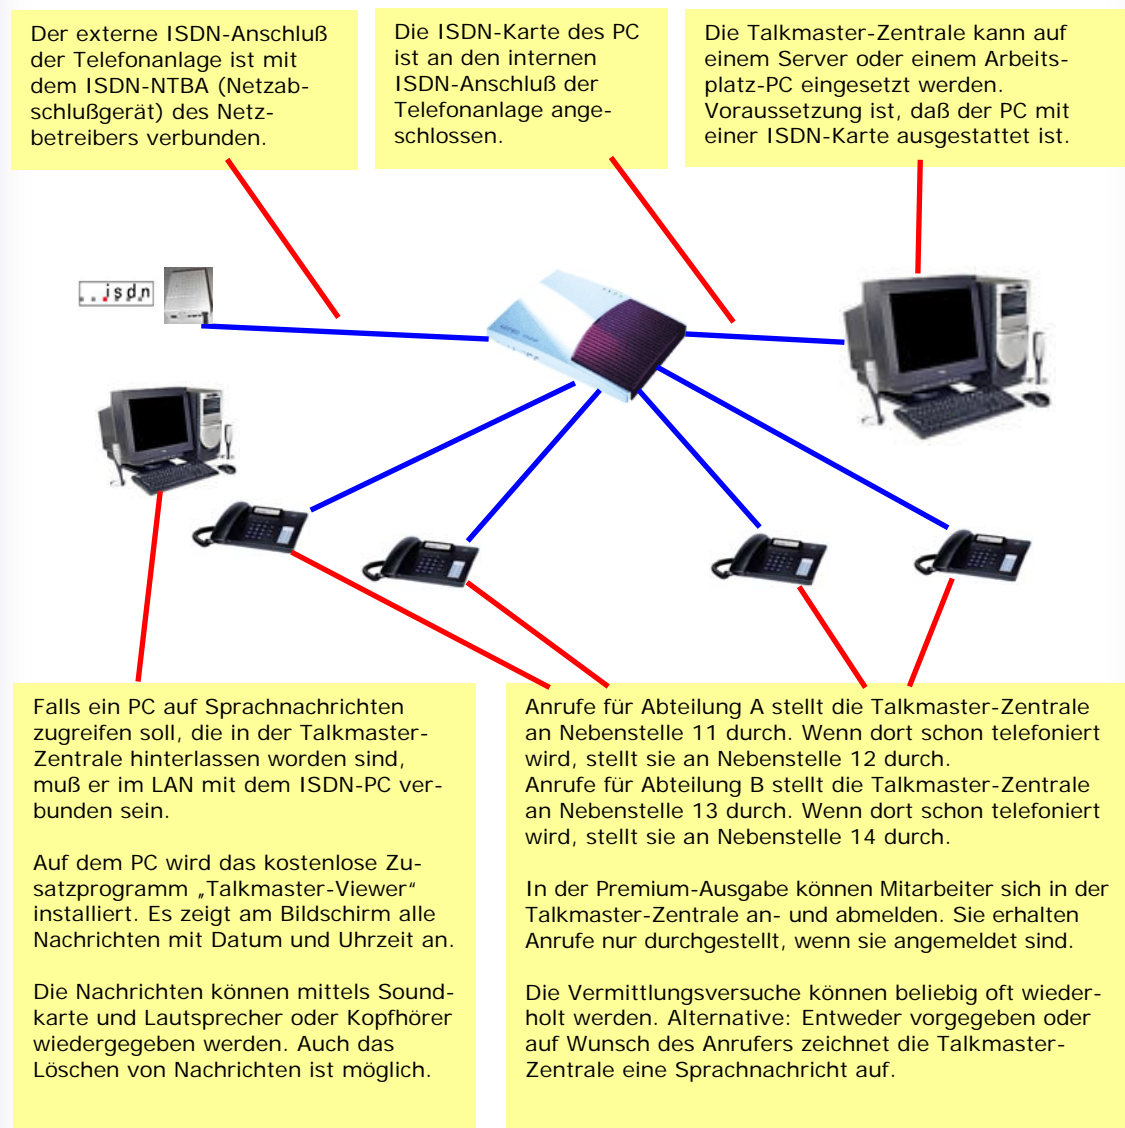 Der externe ISDN-Anschluß
der Telefonanlage ist mit
dem ISDN-NTBA (Netzab-
schlußgerät) des Netz-
betreibers verbunden.
Die ISDN-Karte des PC
ist an den internen
ISDN-Anschluß der
Telefonanlage ange-
schlossen.
Die Talkmaster-Zentrale kann auf
einem Server oder einem Arbeits-
platz-PC eingesetzt werden.
Voraussetzung ist, daß der PC mit
einer ISDN-Karte ausgestattet ist.
isdn
Falls ein PC auf Sprachnachrichten
zugreifen soll, die in der Talkmaster-
Zentrale hinterlassen worden sind,
muß er im LAN mit dem ISDN-PC ver-
bunden sein.
Auf dem PC wird das kostenlose Zu-
satzprogramm „Talkmaster-Viewer“
installiert. Es zeigt am Bildschirm alle
Nachrichten mit Datum und Uhrzeit an.
Die Nachrichten können mittels Sound-
karte und Lautsprecher oder Kopfhörer
wiedergegeben werden. Auch das
Löschen von Nachrichten ist möglich.
Anrufe für Abteilung A stellt die Talkmaster-Zentrale
an Nebenstelle 11 durch. Wenn dort schon telefoniert
wird, stellt sie an Nebenstelle 12 durch.
Anrufe für Abteilung B stellt die Talkmaster-Zentrale
an Nebenstelle 13 durch. Wenn dort schon telefoniert
wird, stellt sie an Nebenstelle 14 durch.
In der Premium-Ausgabe können Mitarbeiter sich in der
Talkmaster-Zentrale an- und abmelden. Sie erhalten
Anrufe nur durchgestellt, wenn sie angemeldet sind.
Die Vermittlungsversuche können beliebig oft wieder-
holt werden. Alternative: Entweder vorgegeben oder
auf Wunsch des Anrufers zeichnet die Talkmaster-
Zentrale eine Sprachnachricht auf.